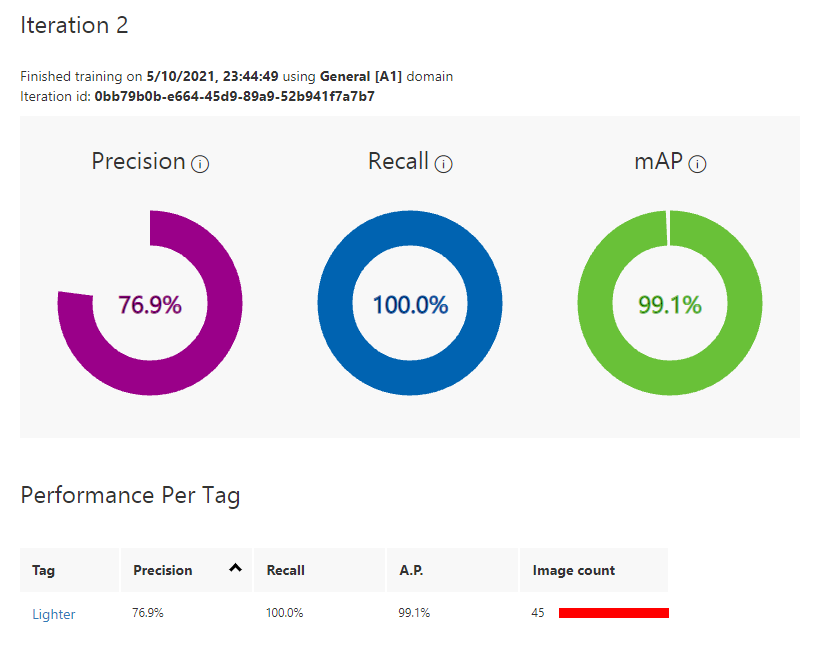 Iteration 2
Finished training on 5/10/2021, 23:44:49 using General [A1] domain
Iteration id: 0bb79b0b-e664-45d9-89a9-52b941f7a7b7
Precision Recall mAP
76.9% 100.0% 99.1%
Performance Per Tag
Tag Precision Recall A.P. Image count
Lighter 76.9% 100.0% 99.1% 45